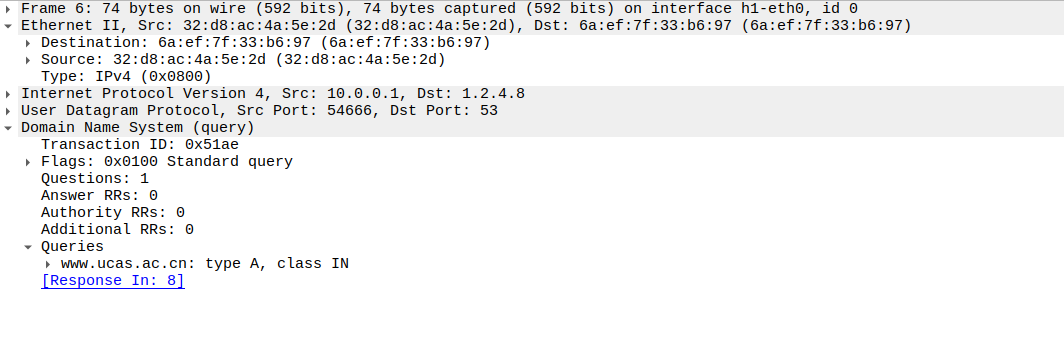 Frame 6: 74 bytes on wire (592 bits), 74 bytes captured (592 bits) on interface h1-eth0, id 0
Ethernet II, Src: 32:d8:ac:4a:5e:2d (32:d8:ac:4a:5e:2d), Dst: 6a:ef:7f:33:b6:97 (6a:ef:7f:33:b6:97)
Destination: 6a:ef:7f:33:b6:97 (6a:ef:7f:33:b6:97)
Source: 32:d8:ac:4a:5e:2d (32:d8:ac:4a:5e:2d)
Type: IPv4 (0x0800)
Internet Protocol Version 4, Src: 10.0.0.1, Dst: 1.2.4.8
User Datagram Protocol, Src Port: 54666, Dst Port: 53
Domain Name System (query)
Transaction ID: 0x51ae
Flags: 0x0100 Standard query
Questions: 1
Answer RRs: 0
Authority RRs: 0
Additional RRs: 0
Queries
www.ucas.ac.cn: type A, class IN
[Response In: 8]